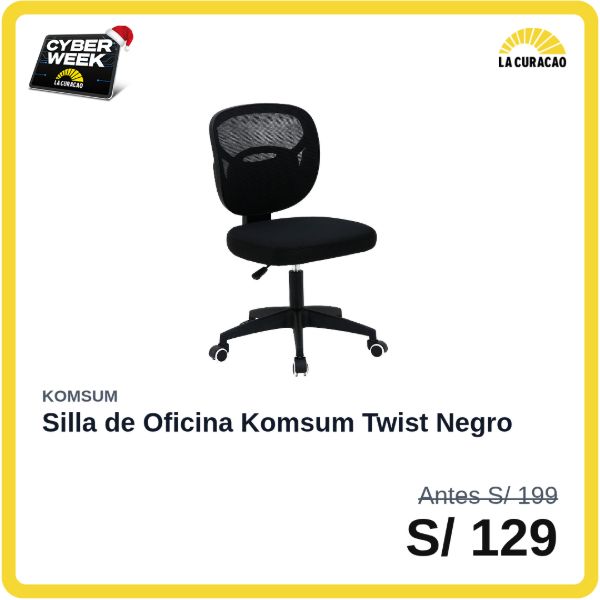 CYBER
WEEK
LA CURACAO
LA CURACAO
KOMSUM
Silla de Oficina Komsum Twist Negro
Antes S/ 199
S/ 129